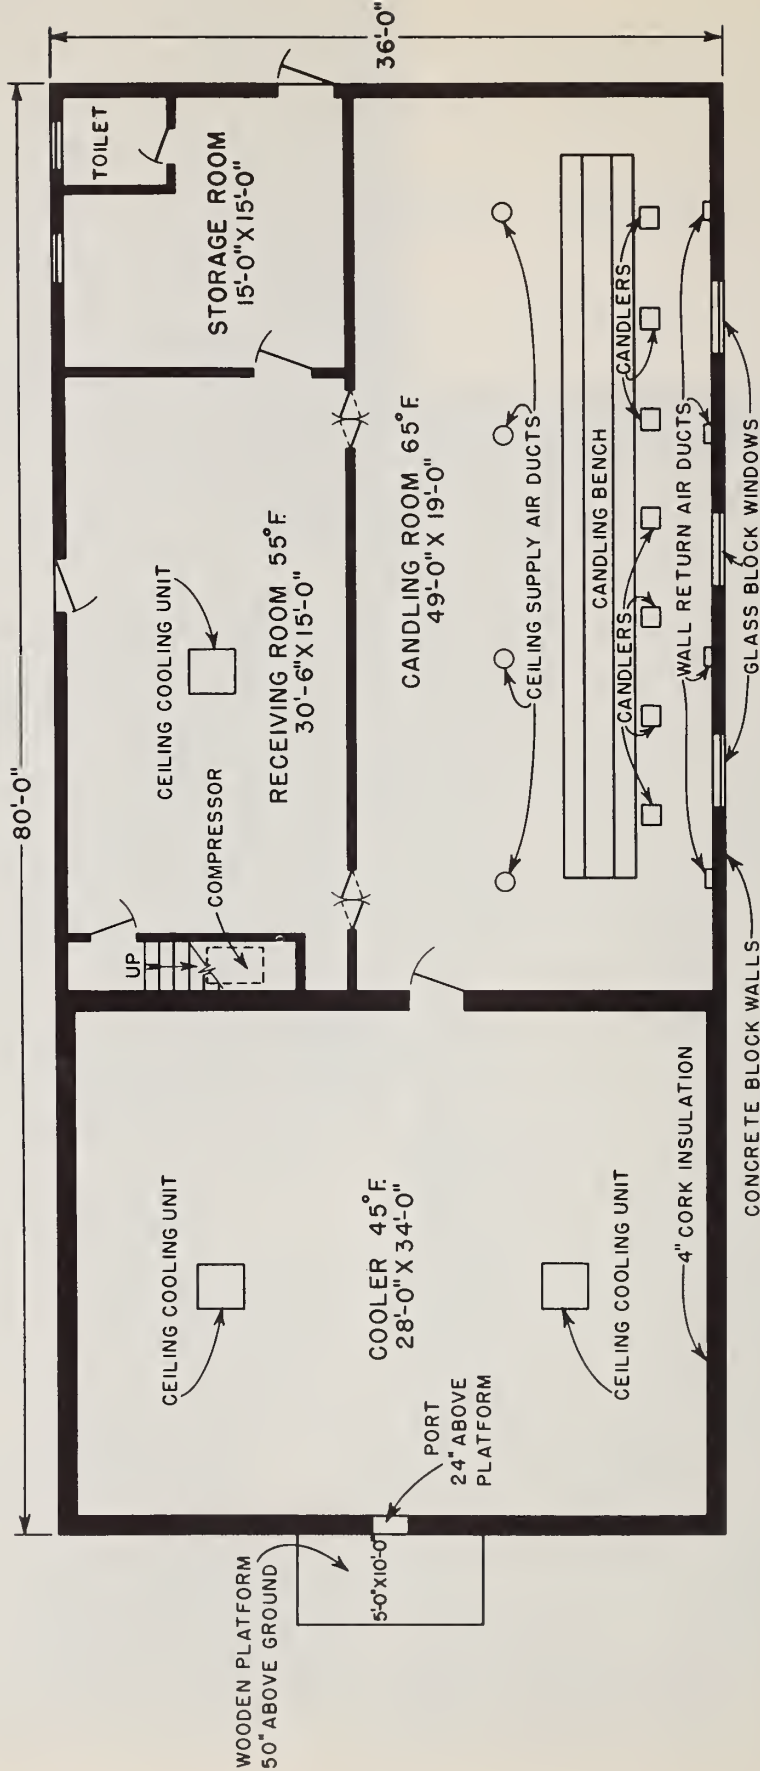 80'-0"
36'-0"
TOILET
STORAGE ROOM
15'-0"X15'-0"
CEILING COOLING UNIT
RECEIVING ROOM 55°F.
30'-6"X15'-0"
COMPRESSOR
UP
CANDLING ROOM 65°F.
49'-0"X 19'-0"
CEILING SUPPLY AIR DUCTS
CANDLING BENCH
CANDLERS
CANDLERS
WALL RETURN AIR DUCTS
GLASS BLOCK WINDOWS
CONCRETE BLOCK WALLS
4" CORK INSULATION
CEILING COOLING UNIT
COOLER 45°F.
28'-0"X 34'-0"
CEILING COOLING UNIT
PORT
24" ABOVE
PLATFORM
WOODEN PLATFORM
50" ABOVE GROUND
5'-0"X10'-0"